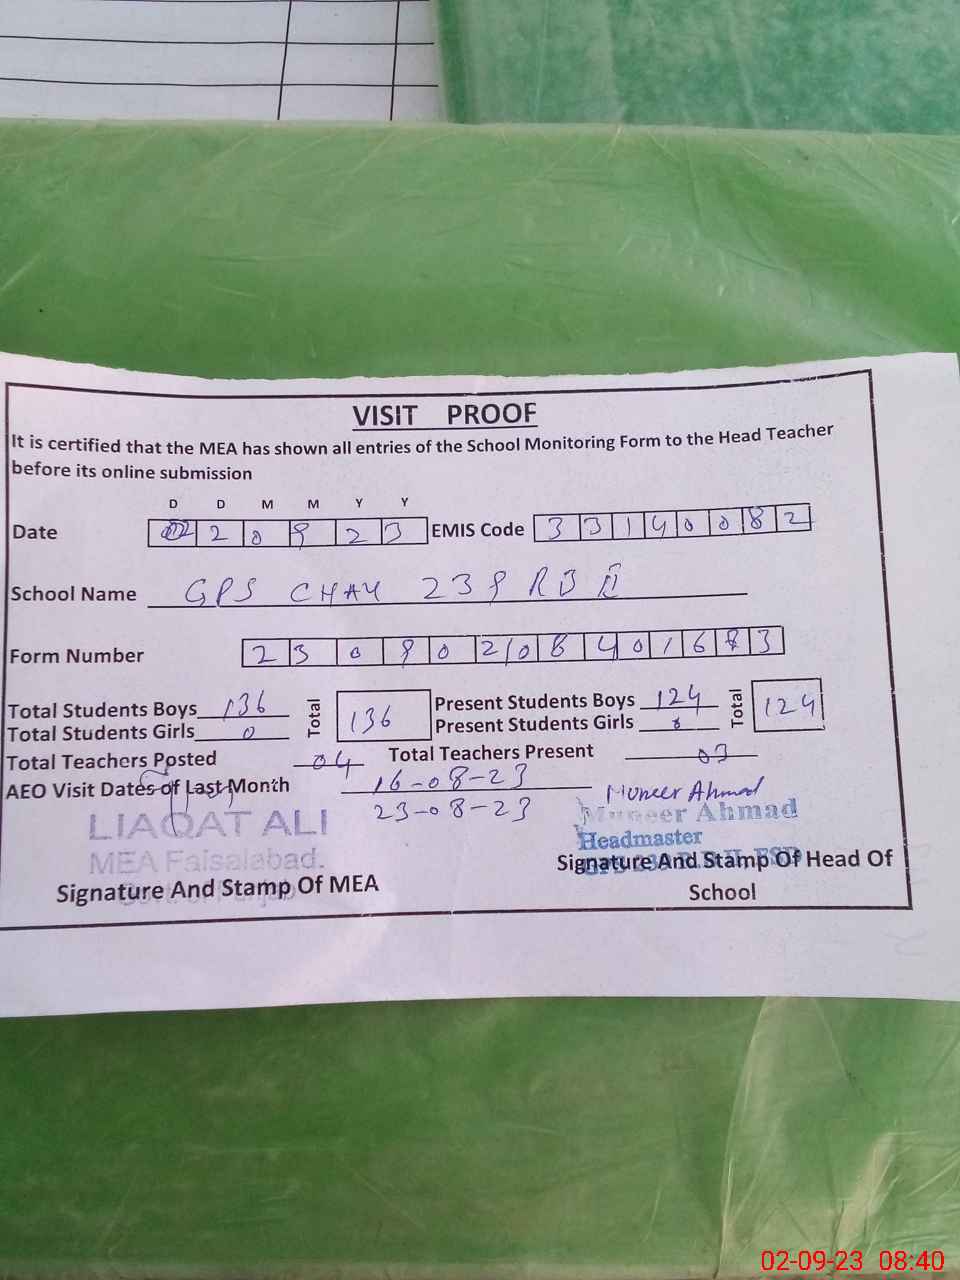 VISIT PROOF
It is certified that the MEA has shown all entries of the School Monitoring Form to the Head Teacher
before its online submission
D D M M Y Y
Date 0 2 0 9 2 3 EMIS Code 3 3 1 4 0 0 8 2
School Name GPS CHAK 239 RB II
Form Number 2 3 0 9 0 2 0 8 4 0 1 6 8 3
Total Students Boys 136 Total 136 Present Students Boys 124 Total 124
Total Students Girls 0 Present Students Girls 0
Total Teachers Posted 04 Total Teachers Present 03
AEO Visit Dates of Last Month 16-08-23
23-08-23
Muneer Ahmad
LIAQAT ALI
MEA Faisalabad.
Signature And Stamp Of MEA
Muneer Ahmad
Headmaster
Signature And Stamp Of Head Of
School
02-09-23 08:40